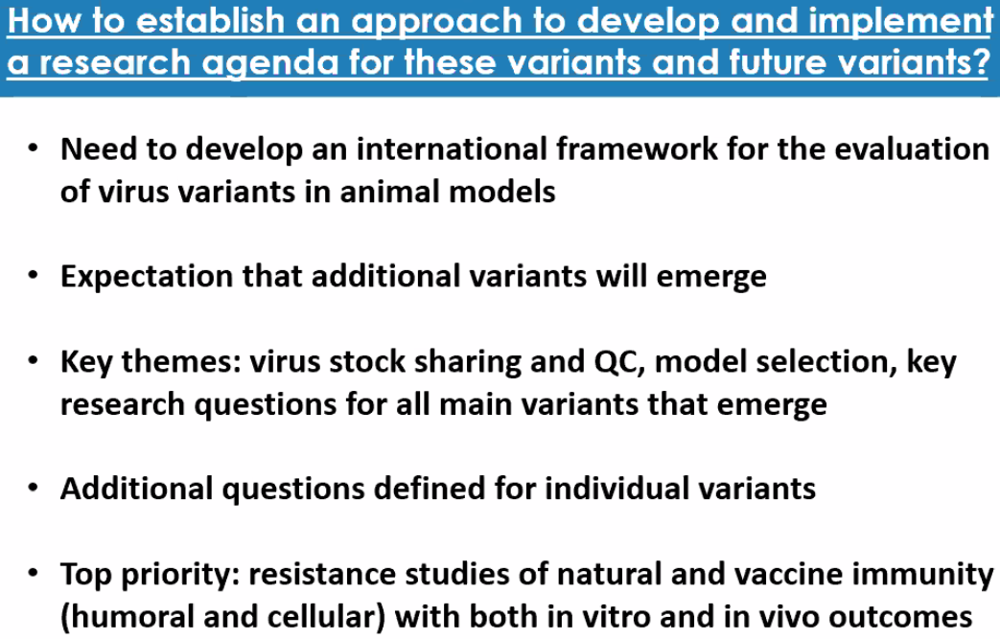 How to establish an approach to develop and implement
a research agenda for these variants and future variants?
• Need to develop an international framework for the evaluation
of virus variants in animal models
• Expectation that additional variants will emerge
• Key themes: virus stock sharing and QC, model selection, key
research questions for all main variants that emerge
• Additional questions defined for individual variants
• Top priority: resistance studies of natural and vaccine immunity
(humoral and cellular) with both in vitro and in vivo outcomes